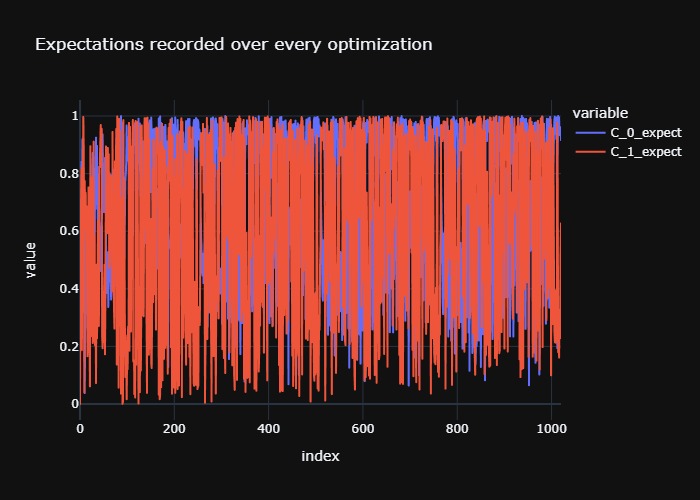 Expectations recorded over every optimization
variable
C_0_expect
C_1_expect
1
0.8
0.6
0.4
0.2
0
value
0 200 400 600 800 1000
index